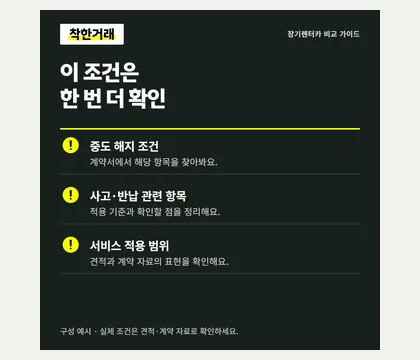 착한거래
장기렌터카 비교 가이드
이 조건은
한 번 더 확인
! 중도 해지 조건
계약서에서 해당 항목을 찾아봐요.
! 사고·반납 관련 항목
적용 기준과 확인할 점을 정리해요.
! 서비스 적용 범위
견적과 계약 자료의 표현을 확인해요.
구성 예시 · 실제 조건은 견적·계약 자료로 확인하세요.